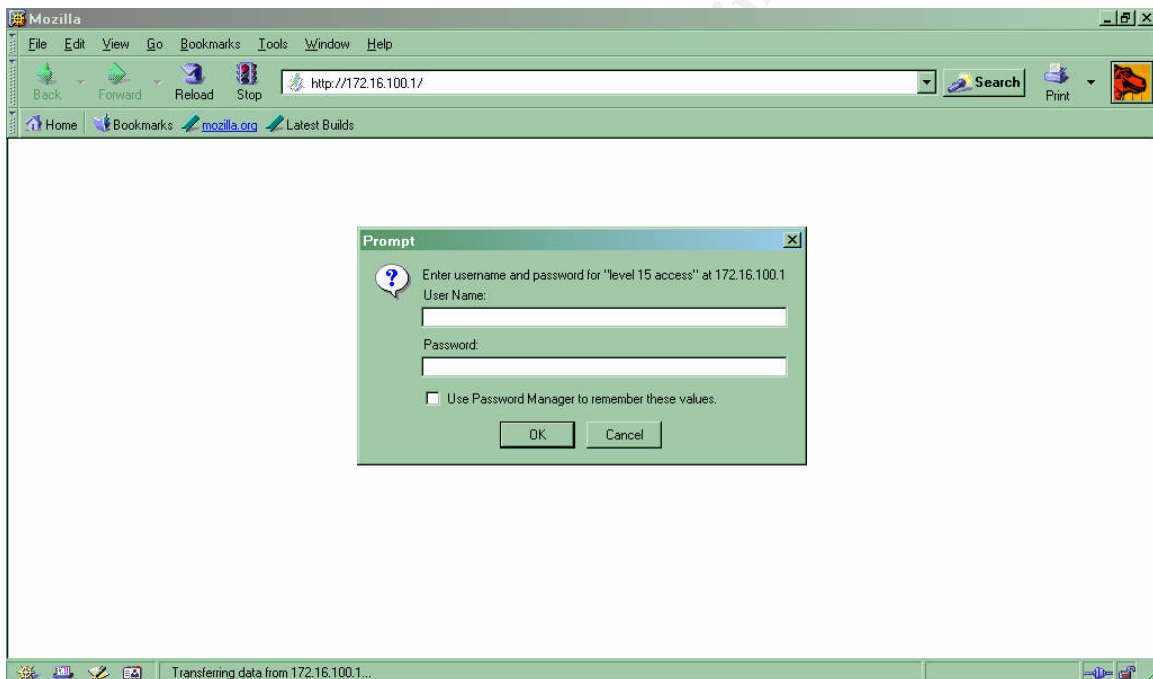 Mozilla
File Edit View Go Bookmarks Tools Window Help
Back Forward Reload Stop http://172.16.100.1/ Search Print
Home Bookmarks mozilla.org Latest Builds
Prompt
Enter username and password for "level 15 access" at 172.16.100.1
User Name:
Password:
Use Password Manager to remember these values.
OK Cancel
Transferring data from 172.16.100.1...